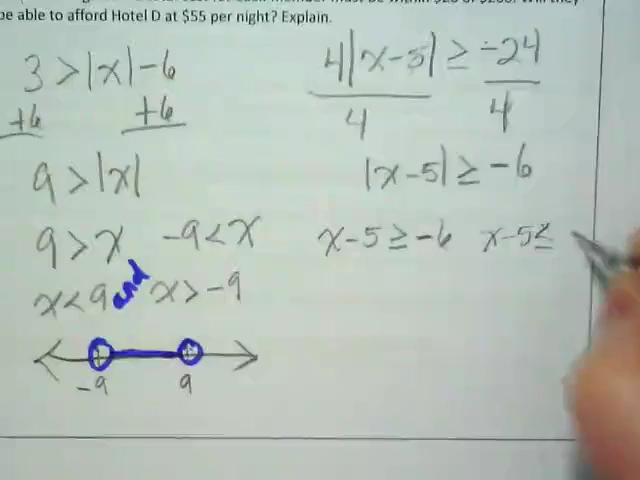 be able to afford Hotel D at $55 per night? Explain.
3 > |x| - 6
+6 +6
9 > |x|
9 > x -9 < x
x < 9 and x > -9
-9 9
4|x-5| ≥ -24
4 4
|x-5| ≥ -6
x-5 ≥ -6 x-5 ≤